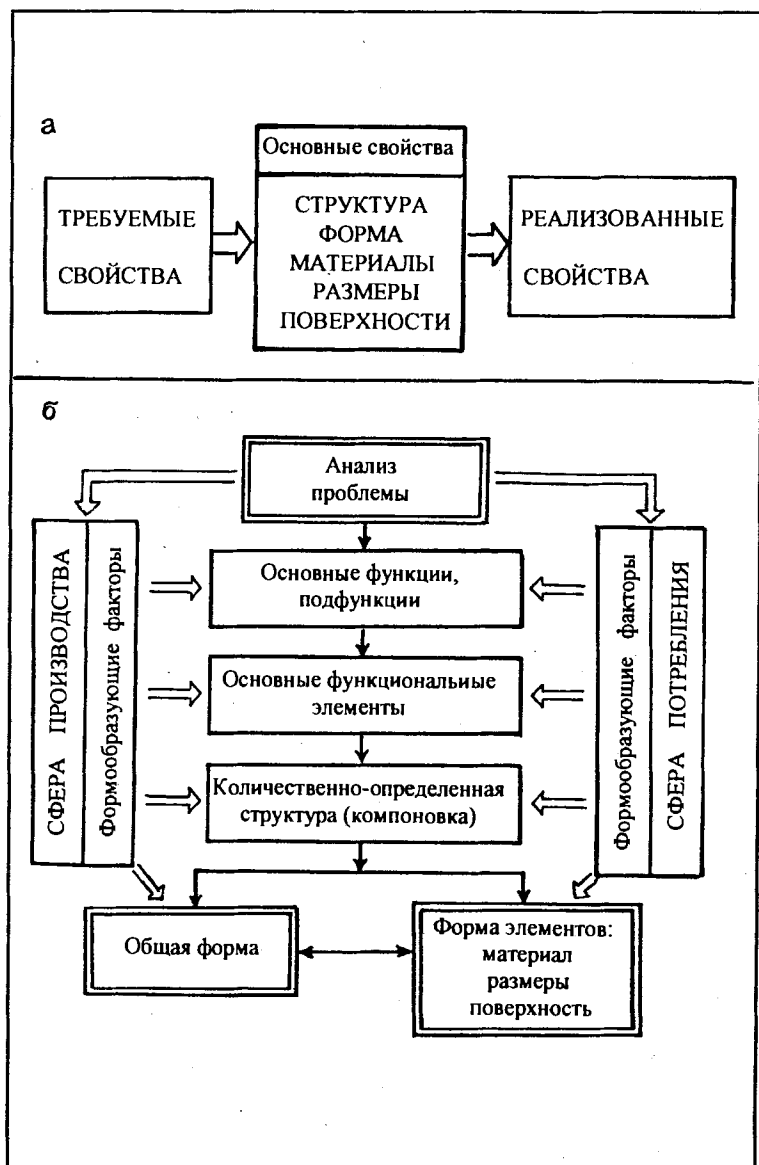 а
Основные свойства
ТРЕБУЕМЫЕ
СВОЙСТВА
СТРУКТУРА
ФОРМА
МАТЕРИАЛЫ
РАЗМЕРЫ
ПОВЕРХНОСТИ
РЕАЛИЗОВАННЫЕ
СВОЙСТВА
б
Анализ
проблемы
СФЕРА ПРОИЗВОДСТВА
Формообразующие факторы
Основные функции,
подфункции
Основные функциональные
элементы
Количественно-определенная
структура (компоновка)
Формообразующие факторы
СФЕРА ПОТРЕБЛЕНИЯ
Общая форма
Форма элементов:
материал
размеры
поверхность